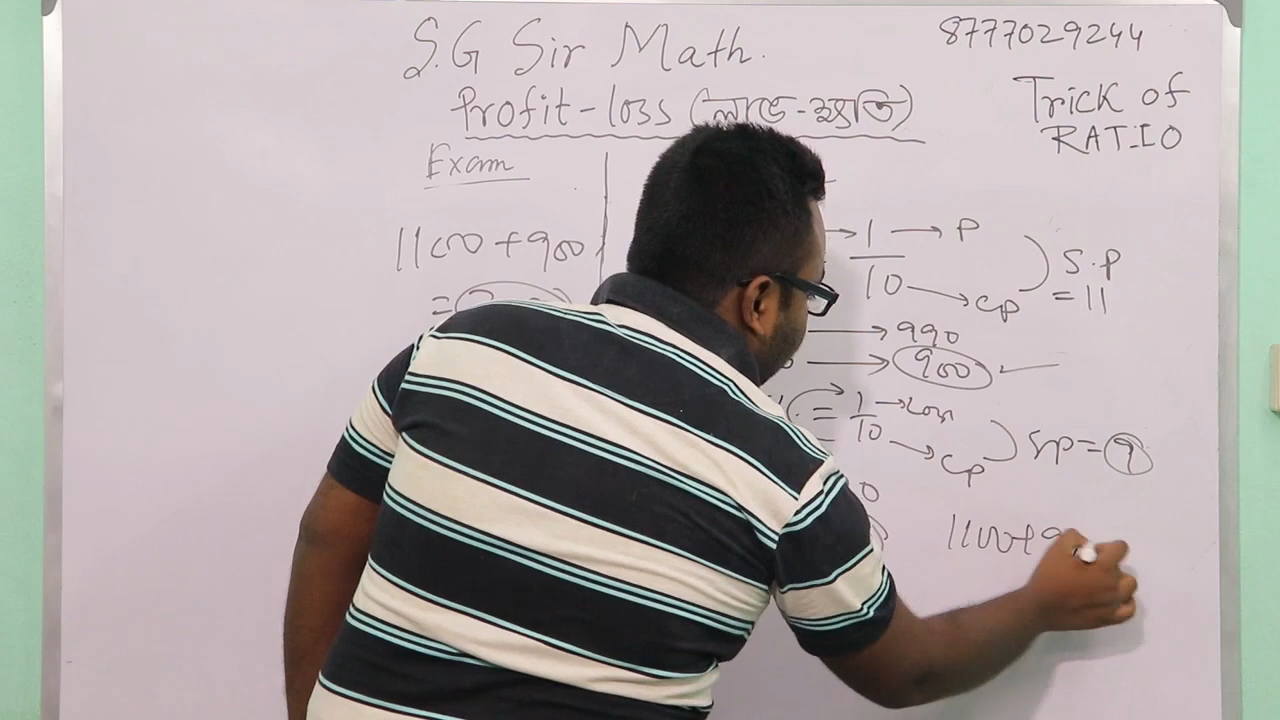 S.G Sir Math.
8777029244
Profit-loss (লাভ-ক্ষতি)
Trick of
RATIO
Exam
1100+900
=
→ 1 → P
10 → CP
S.P
= 11
→ 990
→ 900
= 1 → Loss
10 → CP
SP = 9
0
1100+9